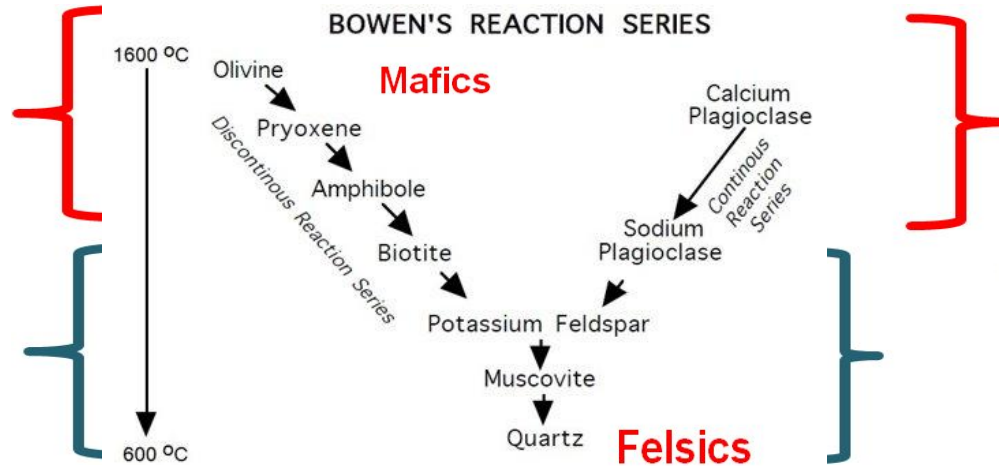 BOWEN'S REACTION SERIES
1600 ºC
Olivine
Mafics
Calcium
Plagioclase
Pryoxene
Discontinous Reaction Series
Continous
Reaction
Series
Amphibole
Biotite
Sodium
Plagioclase
Potassium Feldspar
Muscovite
Quartz
Felsics
600 ºC